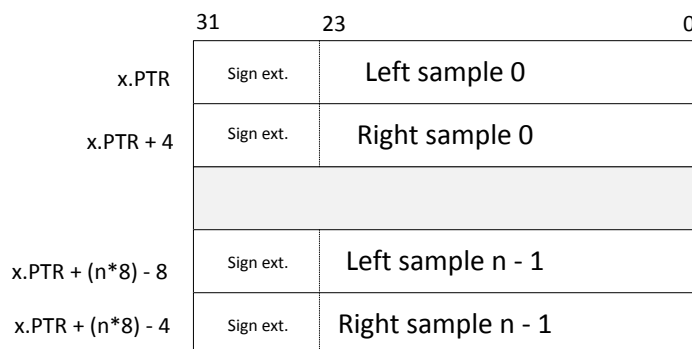 31 23 0
x.PTR Sign ext. Left sample 0
x.PTR + 4 Sign ext. Right sample 0
x.PTR + (n*8) - 8 Sign ext. Left sample n - 1
x.PTR + (n*8) - 4 Sign ext. Right sample n - 1